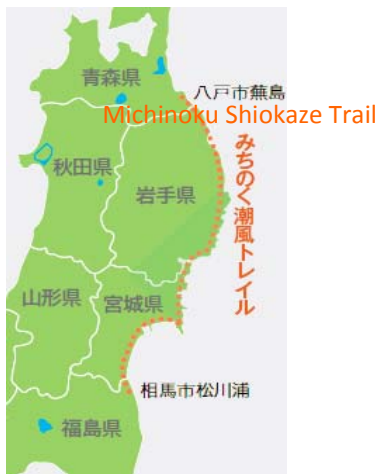 青森県
八戸市蕪島
Michinoku Shiokaze Trail
みちのく潮風トレイル
秋田県
岩手県
山形県
宮城県
相馬市松川浦
福島県